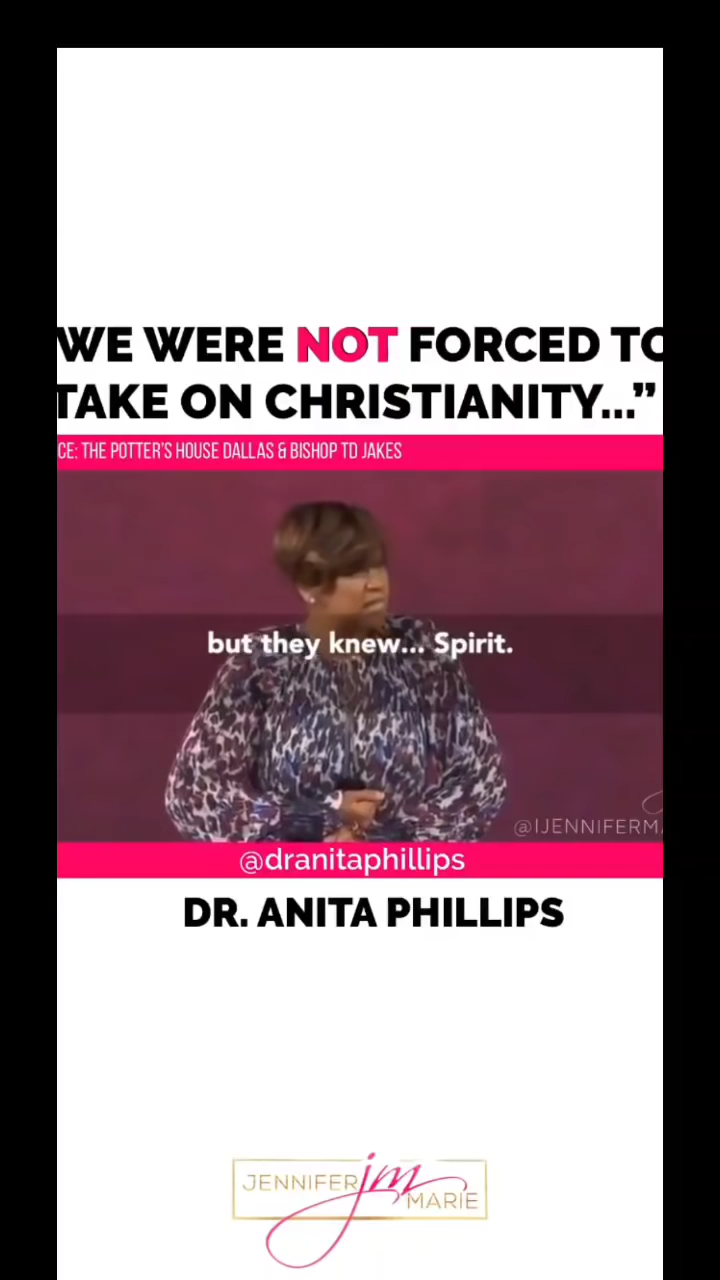 WE WERE NOT FORCED TO
TAKE ON CHRISTIANITY...”
CE: THE POTTER'S HOUSE DALLAS & BISHOP TD JAKES
but they knew... Spirit.
@IJENNIFERMA
@dranitaphillips
DR. ANITA PHILLIPS
JENNIFER jm MARIE